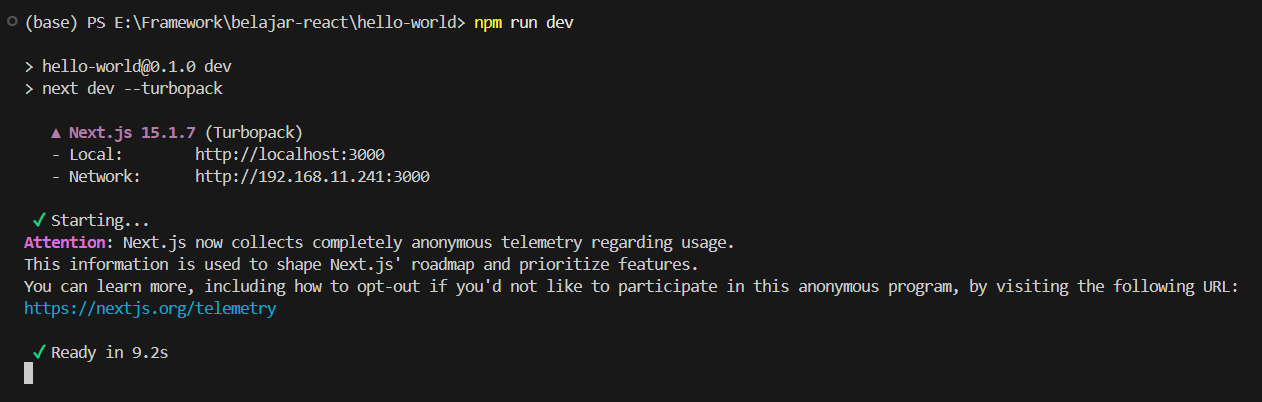 (base) PS E:\Framework\belajar-react\hello-world> npm run dev
> hello-world@0.1.0 dev
> next dev --turbopack
▲ Next.js 15.1.7 (Turbopack)
- Local: http://localhost:3000
- Network: http://192.168.11.241:3000
✓ Starting...
Attention: Next.js now collects completely anonymous telemetry regarding usage.
This information is used to shape Next.js' roadmap and prioritize features.
You can learn more, including how to opt-out if you'd not like to participate in this anonymous program, by visiting the following URL:
https://nextjs.org/telemetry
✓ Ready in 9.2s